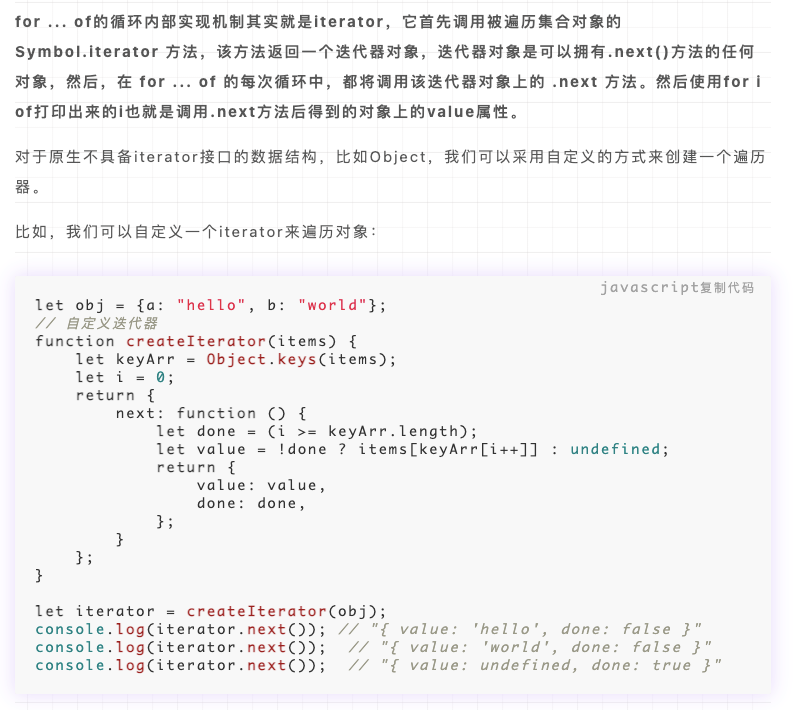 for ... of的循环内部实现机制其实就是iterator，它首先调用被遍历集合对象的
Symbol.iterator 方法，该方法返回一个迭代器对象，迭代器对象是可以拥有.next()方法的任何
对象，然后，在 for ... of 的每次循环中，都将调用该迭代器对象上的 .next 方法。然后使用for i
of打印出来的i也就是调用.next方法后得到的对象上的value属性。
对于原生不具备iterator接口的数据结构，比如Object，我们可以采用自定义的方式来创建一个遍历
器。
比如，我们可以自定义一个iterator来遍历对象：
javascript复制代码
let obj = {a: "hello", b: "world"};
// 自定义迭代器
function createIterator(items) {
    let keyArr = Object.keys(items);
    let i = 0;
    return {
        next: function () {
            let done = (i >= keyArr.length);
            let value = !done ? items[keyArr[i++]] : undefined;
            return {
                value: value,
                done: done,
            };
        }
    };
}
let iterator = createIterator(obj);
console.log(iterator.next()); // "{ value: 'hello', done: false }"
console.log(iterator.next());  // "{ value: 'world', done: false }"
console.log(iterator.next());  // "{ value: undefined, done: true }"